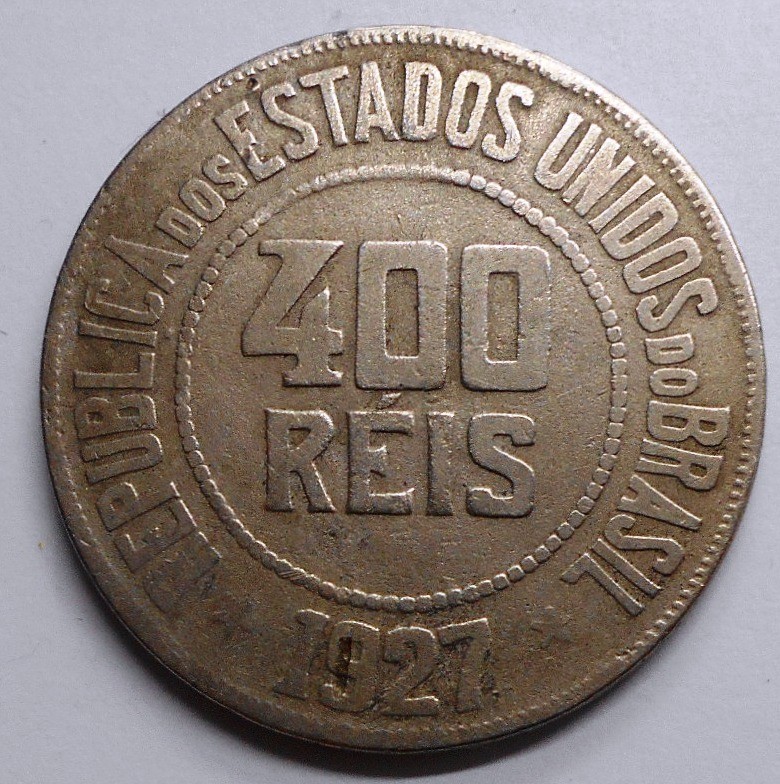 REPUBLICA DOS ESTADOS UNIDOS DO BRASIL
400
RÉIS
1927